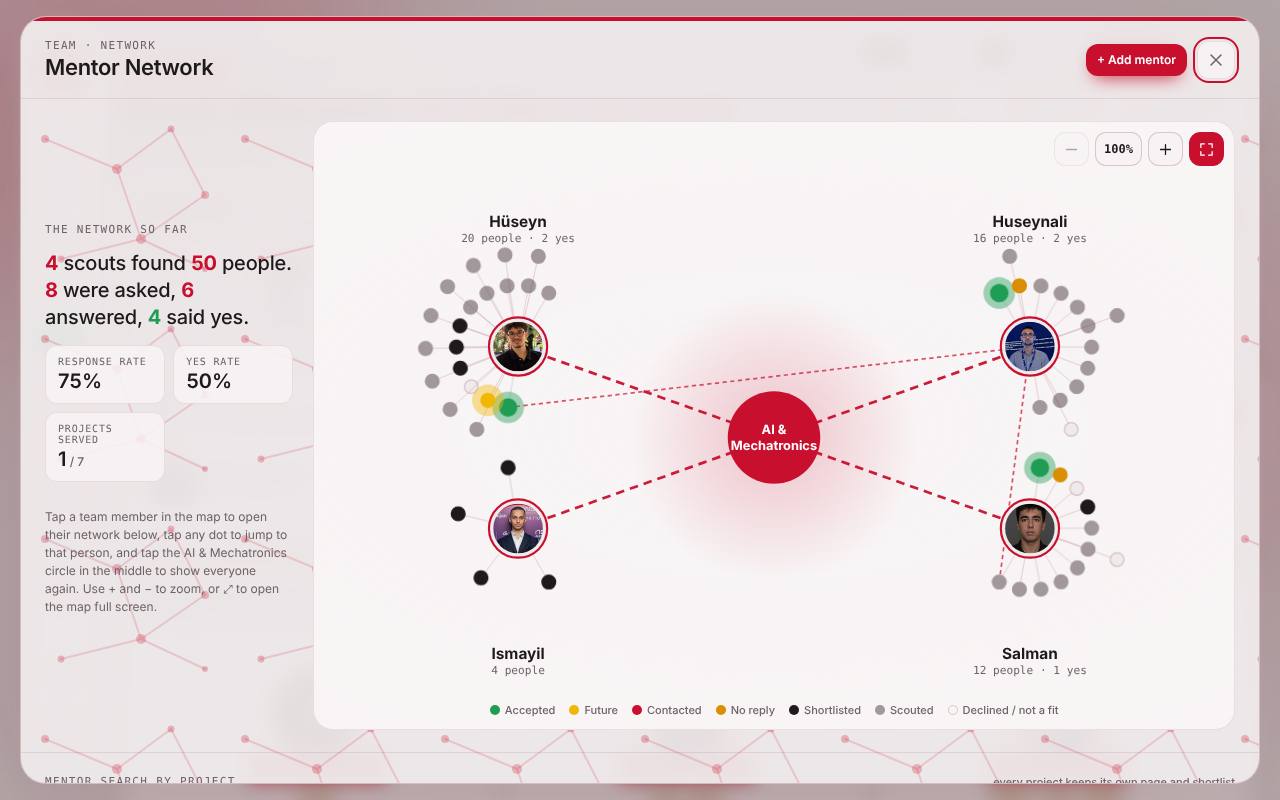 TEAM · NETWORK
Mentor Network
+ Add mentor
THE NETWORK SO FAR
4 scouts found 50 people.
8 were asked, 6
answered, 4 said yes.
RESPONSE RATE
75%
YES RATE
50%
PROJECTS
SERVED
1 / 7
Tap a team member in the map to open
their network below, tap any dot to jump to
that person, and tap the AI & Mechatronics
circle in the middle to show everyone
again. Use + and − to zoom, or ⤢ to open
the map full screen.
− 100% +
Hüseyn
20 people · 2 yes
Huseynali
16 people · 2 yes
AI &
Mechatronics
Ismayil
4 people
Salman
12 people · 1 yes
Accepted Future Contacted No reply Shortlisted Scouted Declined / not a fit
MENTOR SEARCH BY PROJECT
every project keeps its own page and shortlist